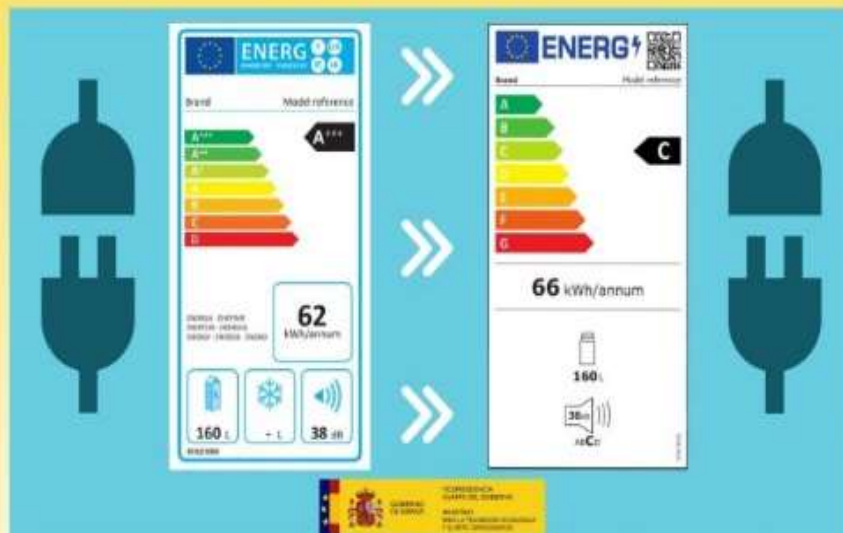 ENERG
Brand Model reference
A+++
A++
A+
A
B
C
D
A+++
62
kWh/annum
160 L
- L
38 dB
ENERG
Brand Model reference
A
B
C
D
E
F
G
C
66 kWh/annum
160 L
38 dB
ABCD
GOBIERNO
DE ESPAÑA
VICEPRESIDENCIA
CUARTA DEL GOBIERNO
MINISTERIO
PARA LA TRANSICIÓN ECOLÓGICA
Y EL RETO DEMOGRÁFICO